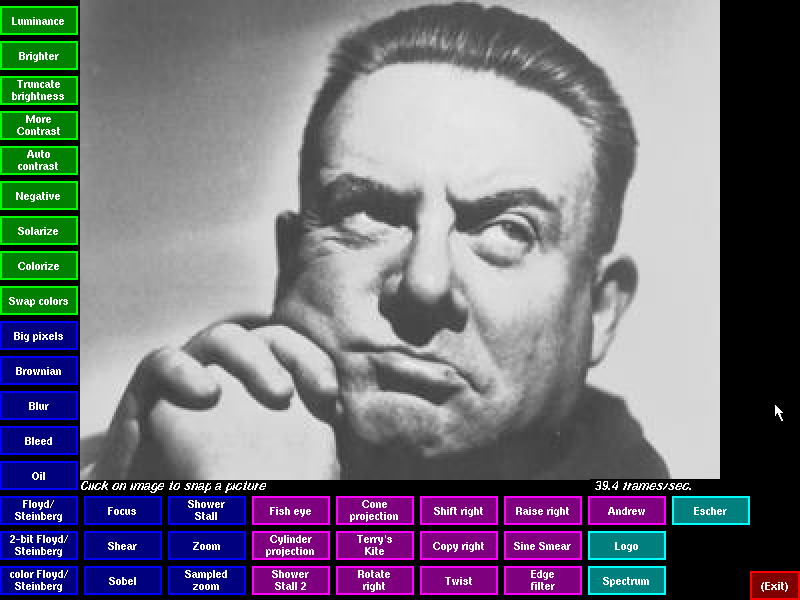 Luminance
Brighter
Truncate
brightness
More
Contrast
Auto
contrast
Negative
Solarize
Colorize
Swap colors
Big pixels
Brownian
Blur
Bleed
Oil
Click on image to snap a picture
39.4 frames/sec.
Floyd/
Steinberg
Focus
Shower
Stall
Fish eye
Cone
projection
Shift right
Raise right
Andrew
Escher
2-bit Floyd/
Steinberg
Shear
Zoom
Cylinder
projection
Terry's
Kite
Copy right
Sine Smear
Logo
color Floyd/
Steinberg
Sobel
Sampled
zoom
Shower
Stall 2
Rotate
right
Twist
Edge
filter
Spectrum
(Exit)